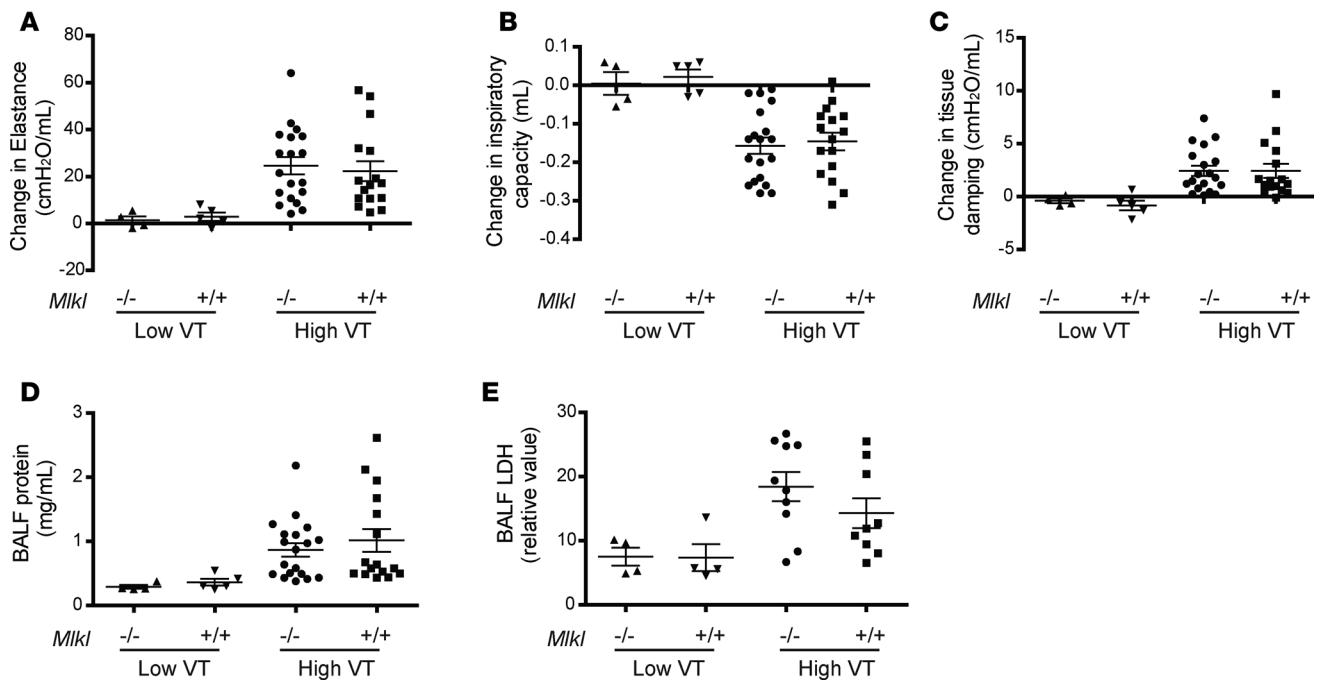 A
Change in Elastance
(cmH2O/mL)
80
60
40
20
0
-20
Mlkl -/- +/+ -/- +/+
Low VT High VT
B
Change in inspiratory
capacity (mL)
0.1
0.0
-0.1
-0.2
-0.3
-0.4
Mlkl -/- +/+ -/- +/+
Low VT High VT
C
Change in tissue
damping (cmH2O/mL)
15
10
5
0
-5
Mlkl -/- +/+ -/- +/+
Low VT High VT
D
BALF protein
(mg/mL)
3
2
1
0
Mlkl -/- +/+ -/- +/+
Low VT High VT
E
BALF LDH
(relative value)
30
20
10
0
Mlkl -/- +/+ -/- +/+
Low VT High VT